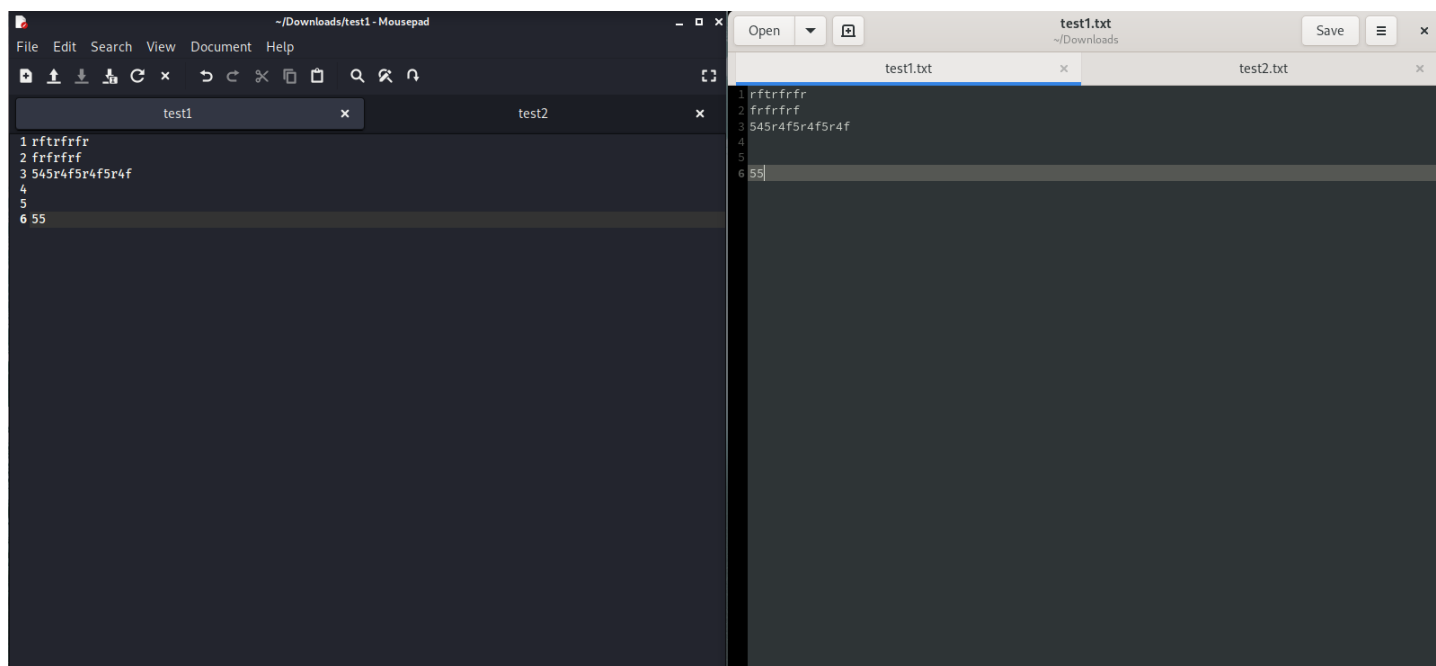 ~/Downloads/test1 - Mousepad
File Edit Search View Document Help
test1
test2
1 rftrfrfr
2 frfrfrf
3 545r4f5r4f5r4f
4
5
6 55
Open
test1.txt
~/Downloads
Save
test1.txt
test2.txt
1 rftrfrfr
2 frfrfrf
3 545r4f5r4f5r4f
4
5
6 55